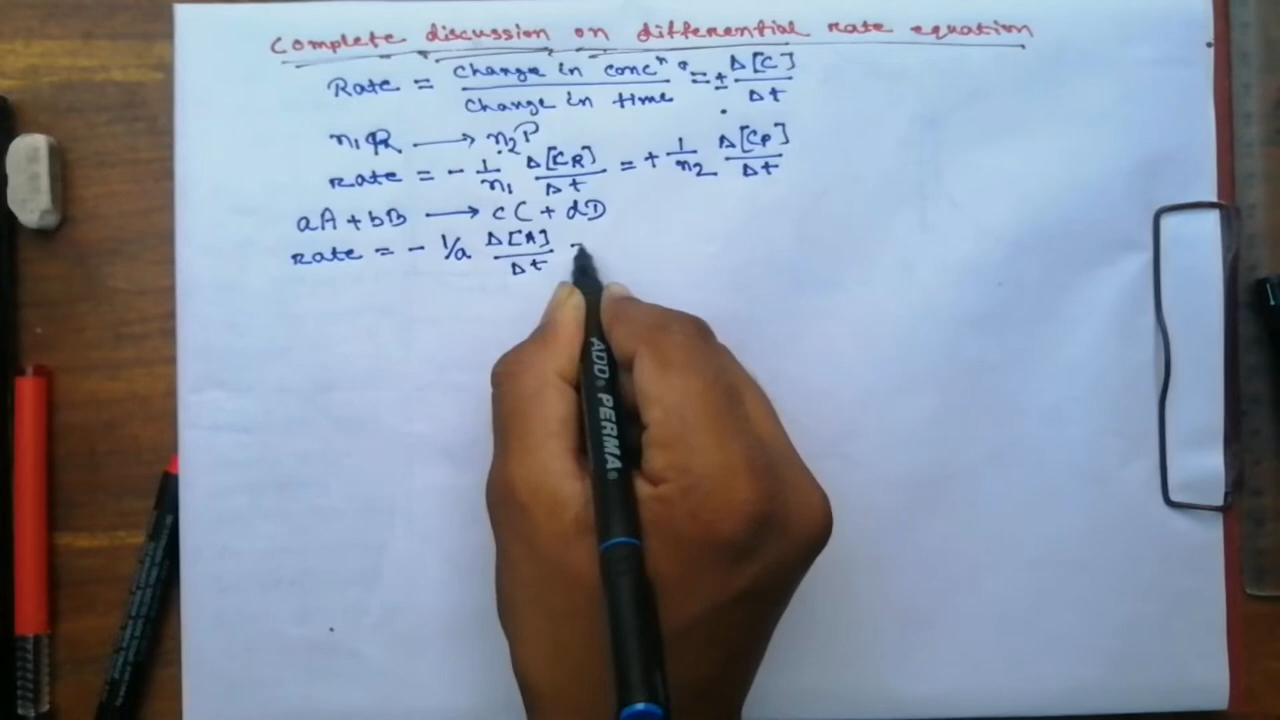 Complete discussion on differential rate equation
Rate = change in concⁿ / change in time = ± Δ[C] / Δt
n₁R ⟶ n₂P
rate = - 1/n₁ Δ[CR] / Δt = + 1/n₂ Δ[CP] / Δt
aA + bB ⟶ cC + dD
rate = - 1/a Δ[A] / Δt =
ADD PERMA